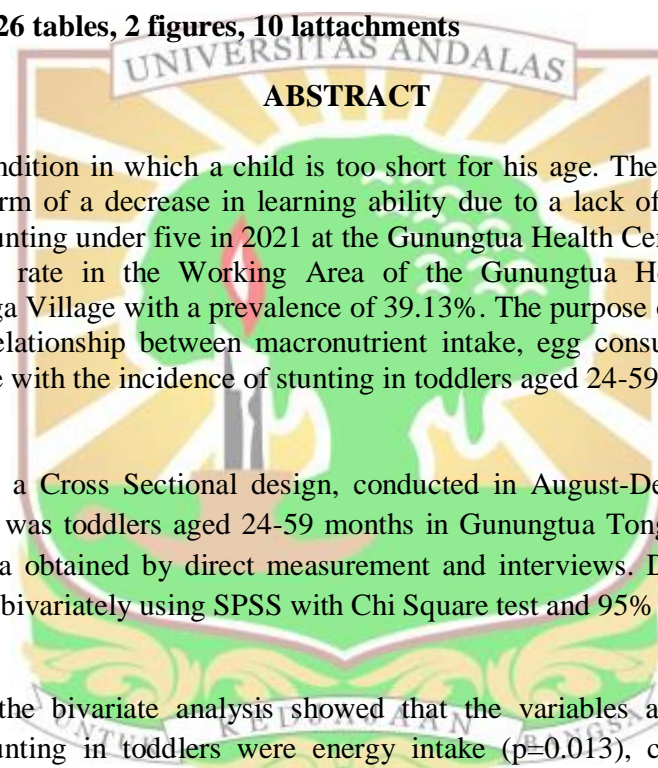 26 tables, 2 figures, 10 lattachments
UNIVERSITAS ANDALAS
ABSTRACT
ndition in which a child is too short for his age. The
rm of a decrease in learning ability due to a lack of
unting under five in 2021 at the Gunungtua Health Cen
rate in the Working Area of the Gunungtua He
ga Village with a prevalence of 39.13%. The purpose o
elationship between macronutrient intake, egg consu
e with the incidence of stunting in toddlers aged 24-59
a Cross Sectional design, conducted in August-De
was toddlers aged 24-59 months in Gunungtua Tong
a obtained by direct measurement and interviews. D
bivariately using SPSS with Chi Square test and 95%
the bivariate analysis showed that the variables a
UNTUK KEDJAJAAN BANGSA
unting in toddlers were energy intake (p=0.013), c